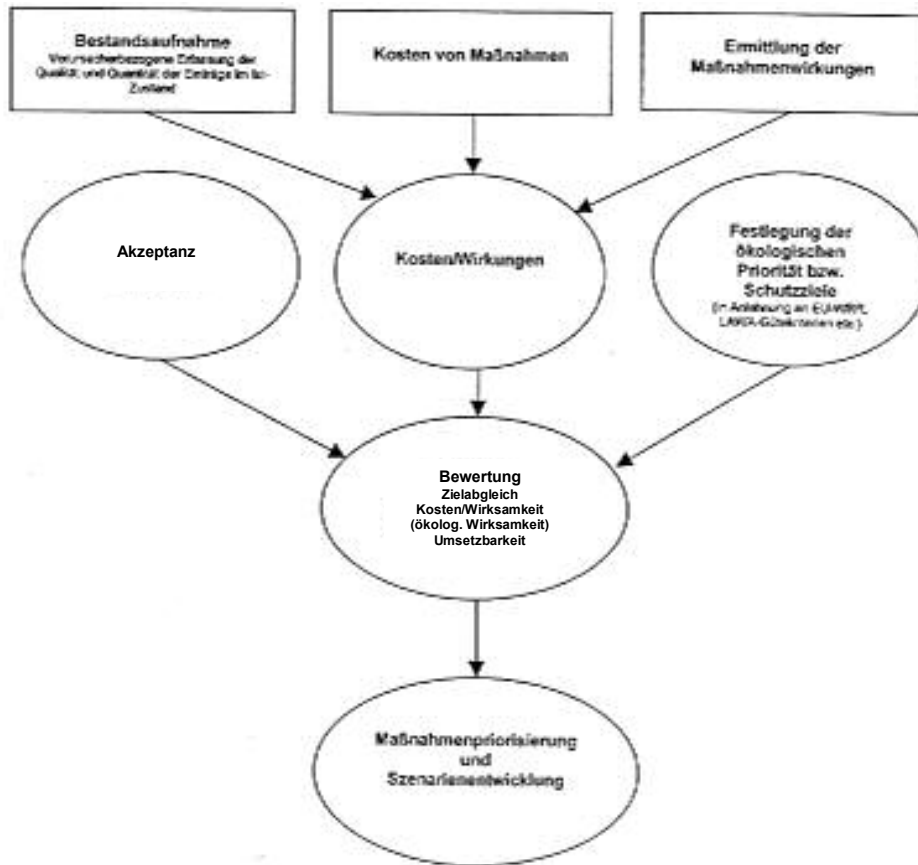 Bestandsaufnahme
Verursacherbezogene Erfassung der
Qualität und Quantität der Einträge im Ist-
Zustand
Kosten von Maßnahmen
Ermittlung der
Maßnahmenwirkungen
Akzeptanz
Kosten/Wirkungen
Festlegung der
ökologischen
Priorität bzw.
Schutzziele
(in Anlehnung an
LAWA-Gütekriterien etc.)
Bewertung
Zielabgleich
Kosten/Wirksamkeit
(ökolog. Wirksamkeit)
Umsetzbarkeit
Maßnahmenpriorisierung
und
Szenarienentwicklung